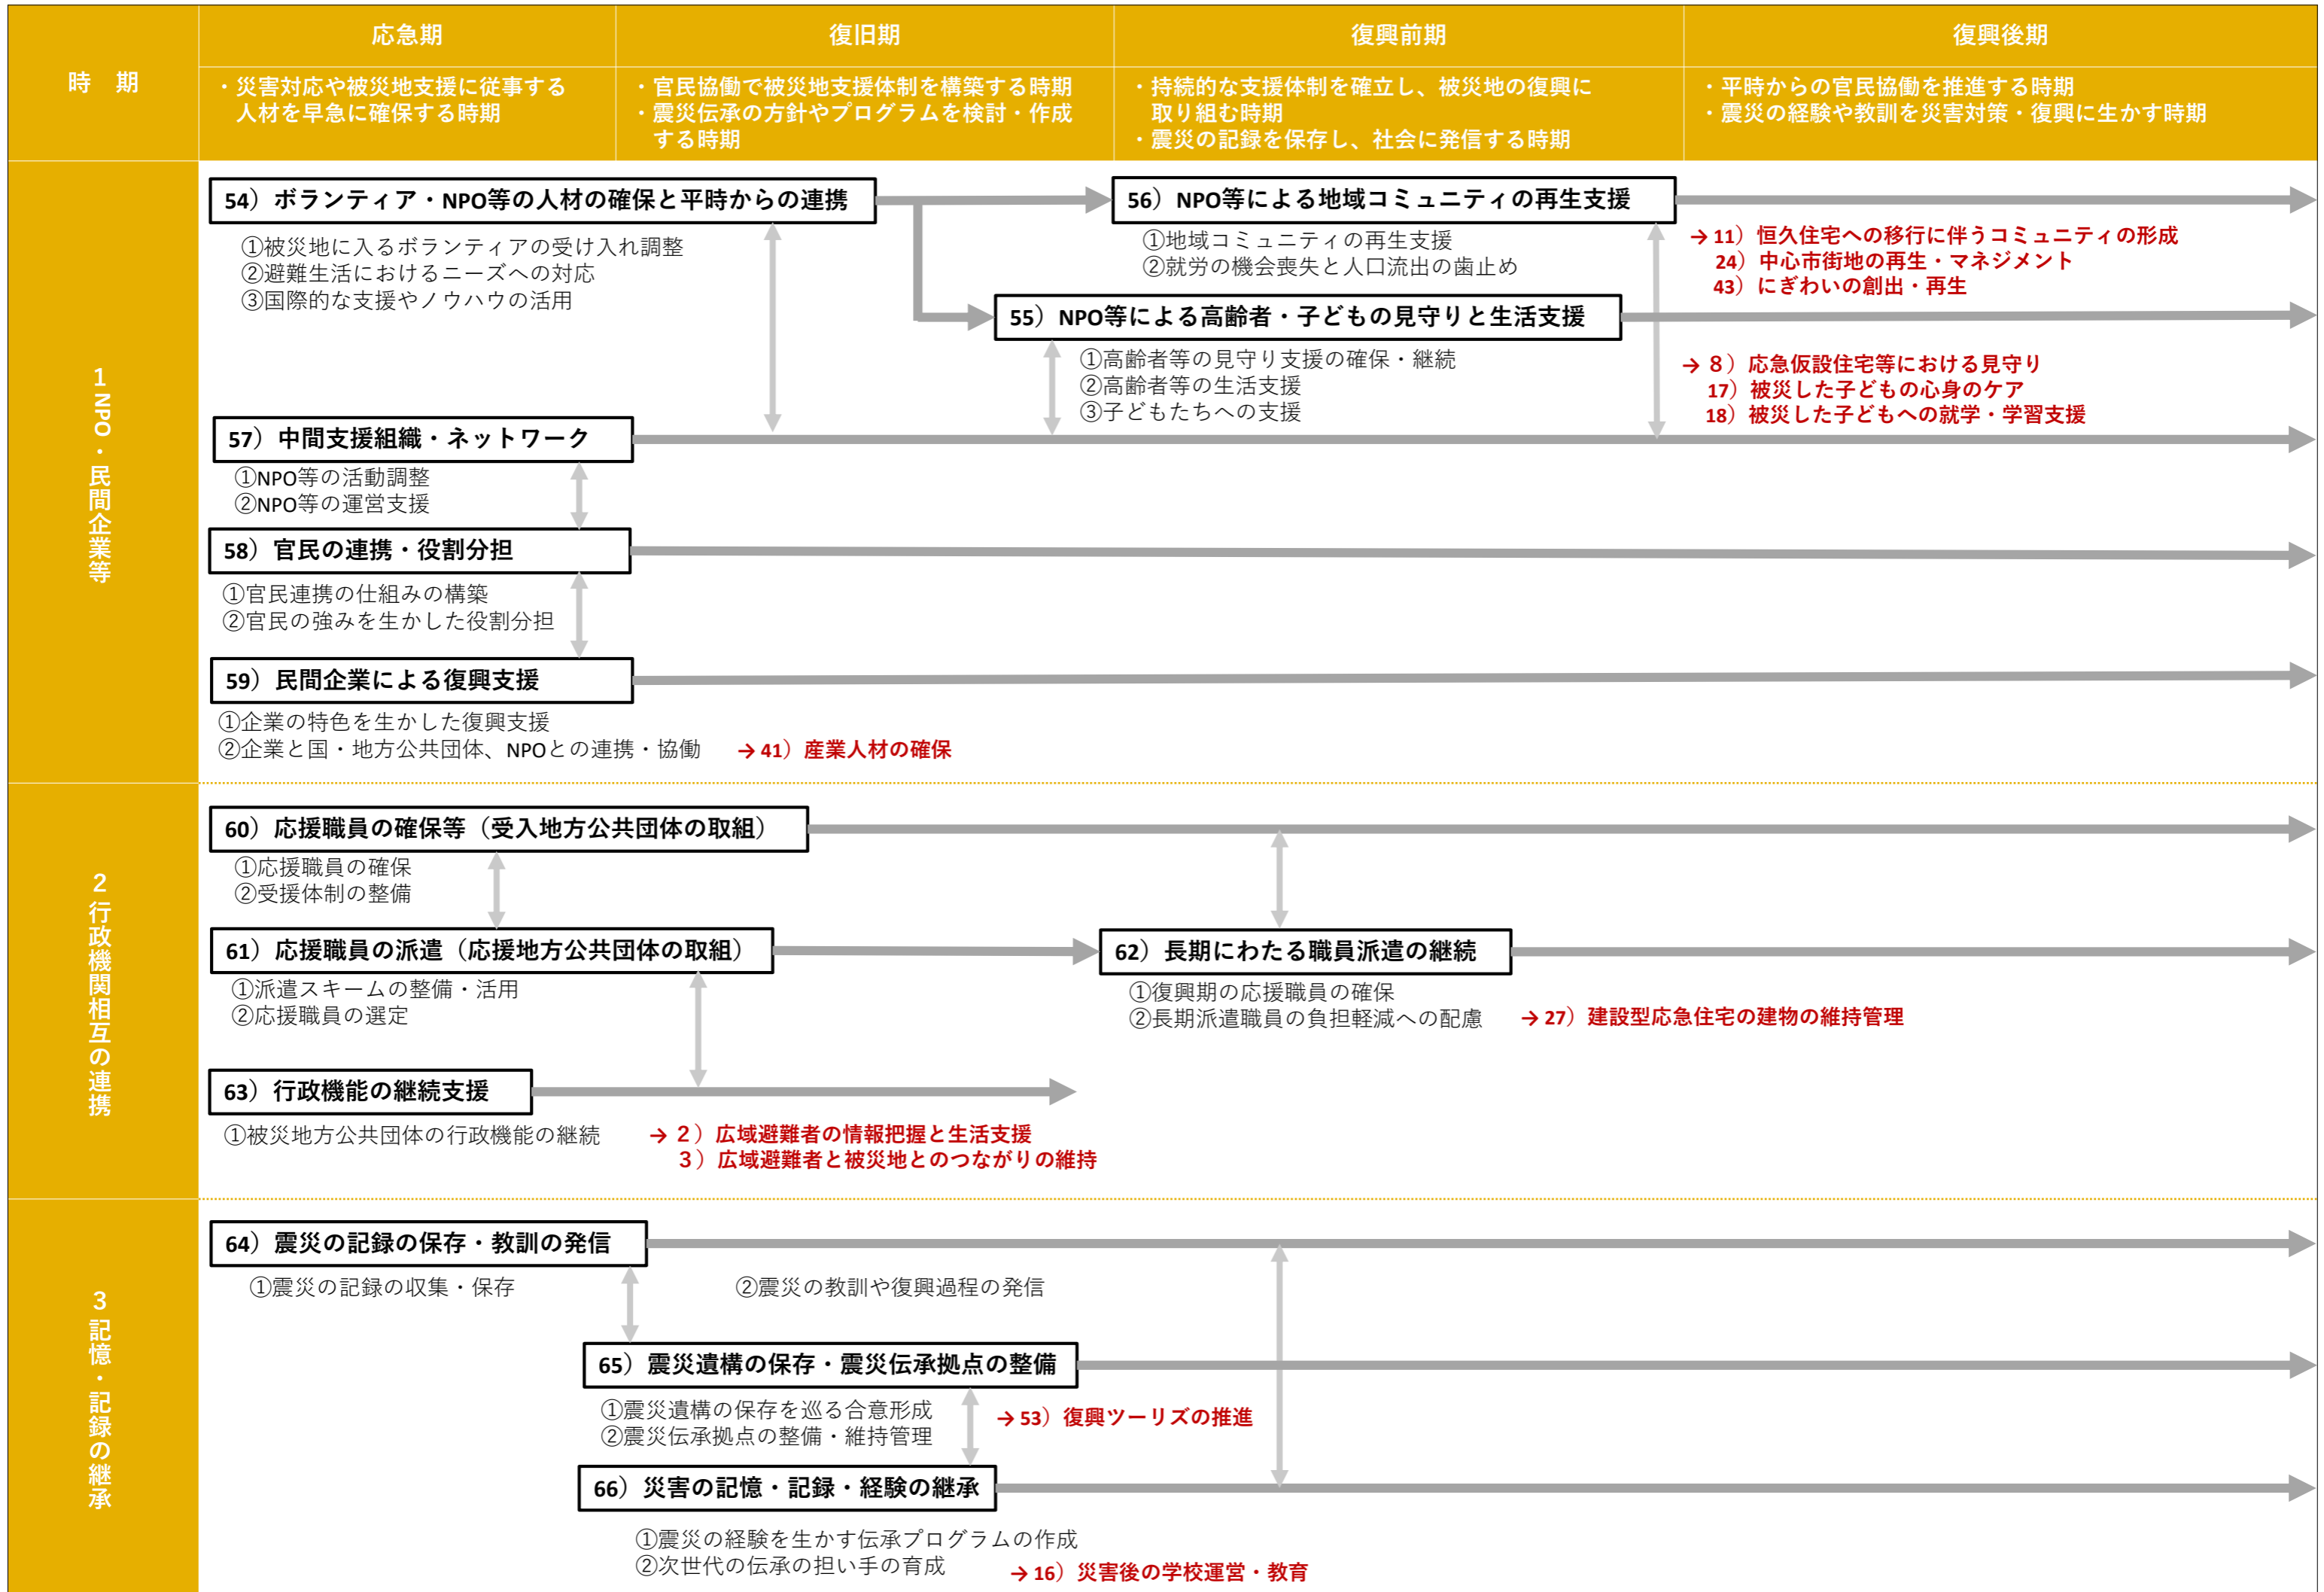 時　期
応急期
復旧期
復興前期
復興後期
・災害対応や被災地支援に従事する
人材を早急に確保する時期
・官民協働で被災地支援体制を構築する時期
・震災伝承の方針やプログラムを検討・作成
する時期
・持続的な支援体制を確立し、被災地の復興に
取り組む時期
・震災の記録を保存し、社会に発信する時期
・平時からの官民協働を推進する時期
・震災の経験や教訓を災害対策・復興に生かす時期
1 NPO・民間企業等
54）ボランティア・NPO等の人材の確保と平時からの連携
①被災地に入るボランティアの受け入れ調整
②避難生活におけるニーズへの対応
③国際的な支援やノウハウの活用
56）NPO等による地域コミュニティの再生支援
①地域コミュニティの再生支援
②就労の機会喪失と人口流出の歯止め
→ 11）恒久住宅への移行に伴うコミュニティの形成
24）中心市街地の再生・マネジメント
43）にぎわいの創出・再生
55）NPO等による高齢者・子どもの見守りと生活支援
①高齢者等の見守り支援の確保・継続
②高齢者等の生活支援
③子どもたちへの支援
→ 8）応急仮設住宅等における見守り
17）被災した子どもの心身のケア
18）被災した子どもへの就学・学習支援
57）中間支援組織・ネットワーク
①NPO等の活動調整
②NPO等の運営支援
58）官民の連携・役割分担
①官民連携の仕組みの構築
②官民の強みを生かした役割分担
59）民間企業による復興支援
①企業の特色を生かした復興支援
②企業と国・地方公共団体、NPOとの連携・協働
→ 41）産業人材の確保
2 行政機関相互の連携
60）応援職員の確保等（受入地方公共団体の取組）
①応援職員の確保
②受援体制の整備
61）応援職員の派遣（応援地方公共団体の取組）
①派遣スキームの整備・活用
②応援職員の選定
62）長期にわたる職員派遣の継続
①復興期の応援職員の確保
②長期派遣職員の負担軽減への配慮
→ 27）建設型応急住宅の建物の維持管理
63）行政機能の継続支援
①被災地方公共団体の行政機能の継続
→ 2）広域避難者の情報把握と生活支援
3）広域避難者と被災地とのつながりの維持
3 記憶・記録の継承
64）震災の記録の保存・教訓の発信
①震災の記録の収集・保存
②震災の教訓や復興過程の発信
65）震災遺構の保存・震災伝承拠点の整備
①震災遺構の保存を巡る合意形成
②震災伝承拠点の整備・維持管理
→ 53）復興ツーリズの推進
66）災害の記憶・記録・経験の継承
①震災の経験を生かす伝承プログラムの作成
②次世代の伝承の担い手の育成
→ 16）災害後の学校運営・教育